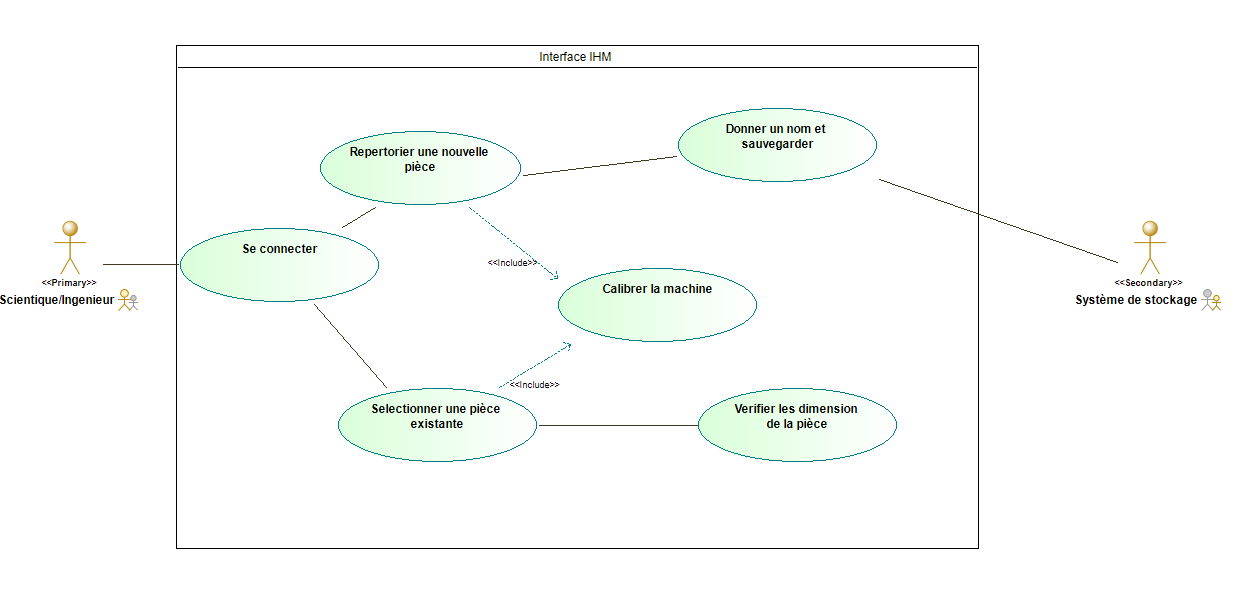 Interface IHM
Donner un nom et
sauvegarder
Repertorier une nouvelle
pièce
Se connecter
<<Include>>
<<Primary>>
Scientique/Ingenieur
Calibrer la machine
<<Secondary>>
Système de stockage
<<Include>>
Selectionner une pièce
existante
Verifier les dimension
de la pièce